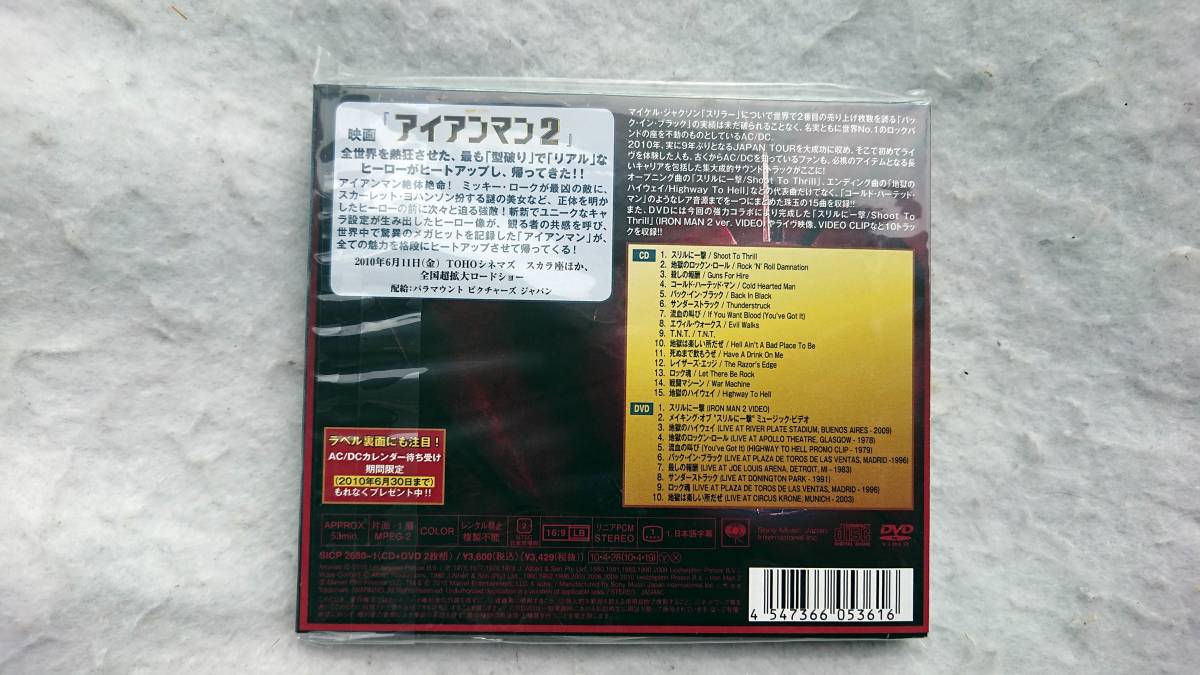 映画「アイアンマン2」
全世界を熱狂させた、最も「型破り」で「リアル」な
ヒーローがヒートアップし、帰ってきた!!
アイアンマン絶体絶命! ミッキー・ロークが最凶の敵に、
スカーレット・ヨハンソン扮する謎の美女など、正体を明か
したヒーローの前に次々と迫る強敵!斬新でユニークなキャ
ラ設定が生み出したヒーロー像が、観る者の共感を呼び、
世界中で驚異のメガヒットを記録した「アイアンマン」が、
全ての魅力を格段にヒートアップさせて帰ってくる!
2010年6月11日(金) TOHOシネマズ スカラ座ほか、
全国超拡大ロードショー
配給:パラマウント ピクチャーズ ジャパン
マイケル・ジャクソン「スリラー」について世界で2番目の売り上げ枚数を誇る「バッ
ク・イン・ブラック」の実績は未だ破られることなく、名実ともに世界No.1のロックバ
ンドの座を不動のものとしているAC/DC。
2010年、実に9年ぶりとなるJAPAN TOURを大成功に収め、そこで初めてライ
ヴを体験した人も、古くからAC/DCを知っているファンも、必携のアイテムとなる長
いキャリアを包括した集大成的サウンドトラックがここに!
オープニング曲の「スリルに一撃/Shoot To Thrill」、エンディング曲の「地獄の
ハイウェイ/Highway To Hell」などの代表曲だけでなく、「コールド・ハーテッド・
マン」のようなレア音源までを一つにまとめた珠玉の15曲を収録!!
また、DVDには今回の強力コラボにより完成した「スリルに一撃/Shoot To
Thrill」(IRON MAN 2 ver. VIDEO)やライヴ映像、VIDEO CLIPなど10トラッ
クを収録!!
CD
1. スリルに一撃 / Shoot To Thrill
2. 地獄のロックン・ロール / Rock 'N' Roll Damnation
3. 殺しの報酬 / Guns For Hire
4. コールド・ハーテッド・マン / Cold Hearted Man
5. バック・イン・ブラック / Back In Black
6. サンダーストラック / Thunderstruck
7. 流血の叫び / If You Want Blood (You've Got It)
8. エヴィル・ウォークス / Evil Walks
9. T.N.T. / T.N.T.
10. 地獄は楽しい所だぜ / Hell Ain't A Bad Place To Be
11. 死ぬまで飲もうぜ / Have A Drink On Me
12. レイザーズ・エッジ / The Razor's Edge
13. ロック魂 / Let There Be Rock
14. 戦闘マシーン / War Machine
15. 地獄のハイウェイ / Highway To Hell
DVD
1. スリルに一撃 (IRON MAN 2 VIDEO)
2. メイキング・オブ "スリルに一撃" ミュージック・ビデオ
3. 地獄のハイウェイ (LIVE AT RIVER PLATE STADIUM, BUENOS AIRES - 2009)
4. 地獄のロックン・ロール (LIVE AT APOLLO THEATRE, GLASGOW - 1978)
5. 流血の叫び (You've Got It) (HIGHWAY TO HELL PROMO CLIP - 1979)
6. バック・イン・ブラック (LIVE AT PLAZA DE TOROS DE LAS VENTAS, MADRID -1996)
7. 殺しの報酬 (LIVE AT JOE LOUIS ARENA, DETROIT, MI - 1983)
8. サンダーストラック (LIVE AT DONINGTON PARK - 1991)
9. ロック魂 (LIVE AT PLAZA DE TOROS DE LAS VENTAS, MADRID - 1996)
10. 地獄は楽しい所だぜ (LIVE AT CIRCUS KRONE, MUNICH - 2003)
ラベル裏面にも注目!
AC/DCカレンダー待ち受け
期間限定
(2010年6月30日まで)
もれなくプレゼント中!!
APPROX 53min. 片面・1層 MPEG-2 COLOR レンタル禁止 複製不能 2 NTSC 日本市場向 16:9 LB リニアPCM STEREO 1. 1.日本語字幕 Sony Music Japan International Inc. COMPACT disc DIGITAL AUDIO DVD VIDEO
SICP 2686~1(CD+DVD 2枚組) / ¥3,600(税込)(¥3,429(税抜)) (10・4・28(10・4・19)) Ⓨ Ⓧ
4 547366 053616